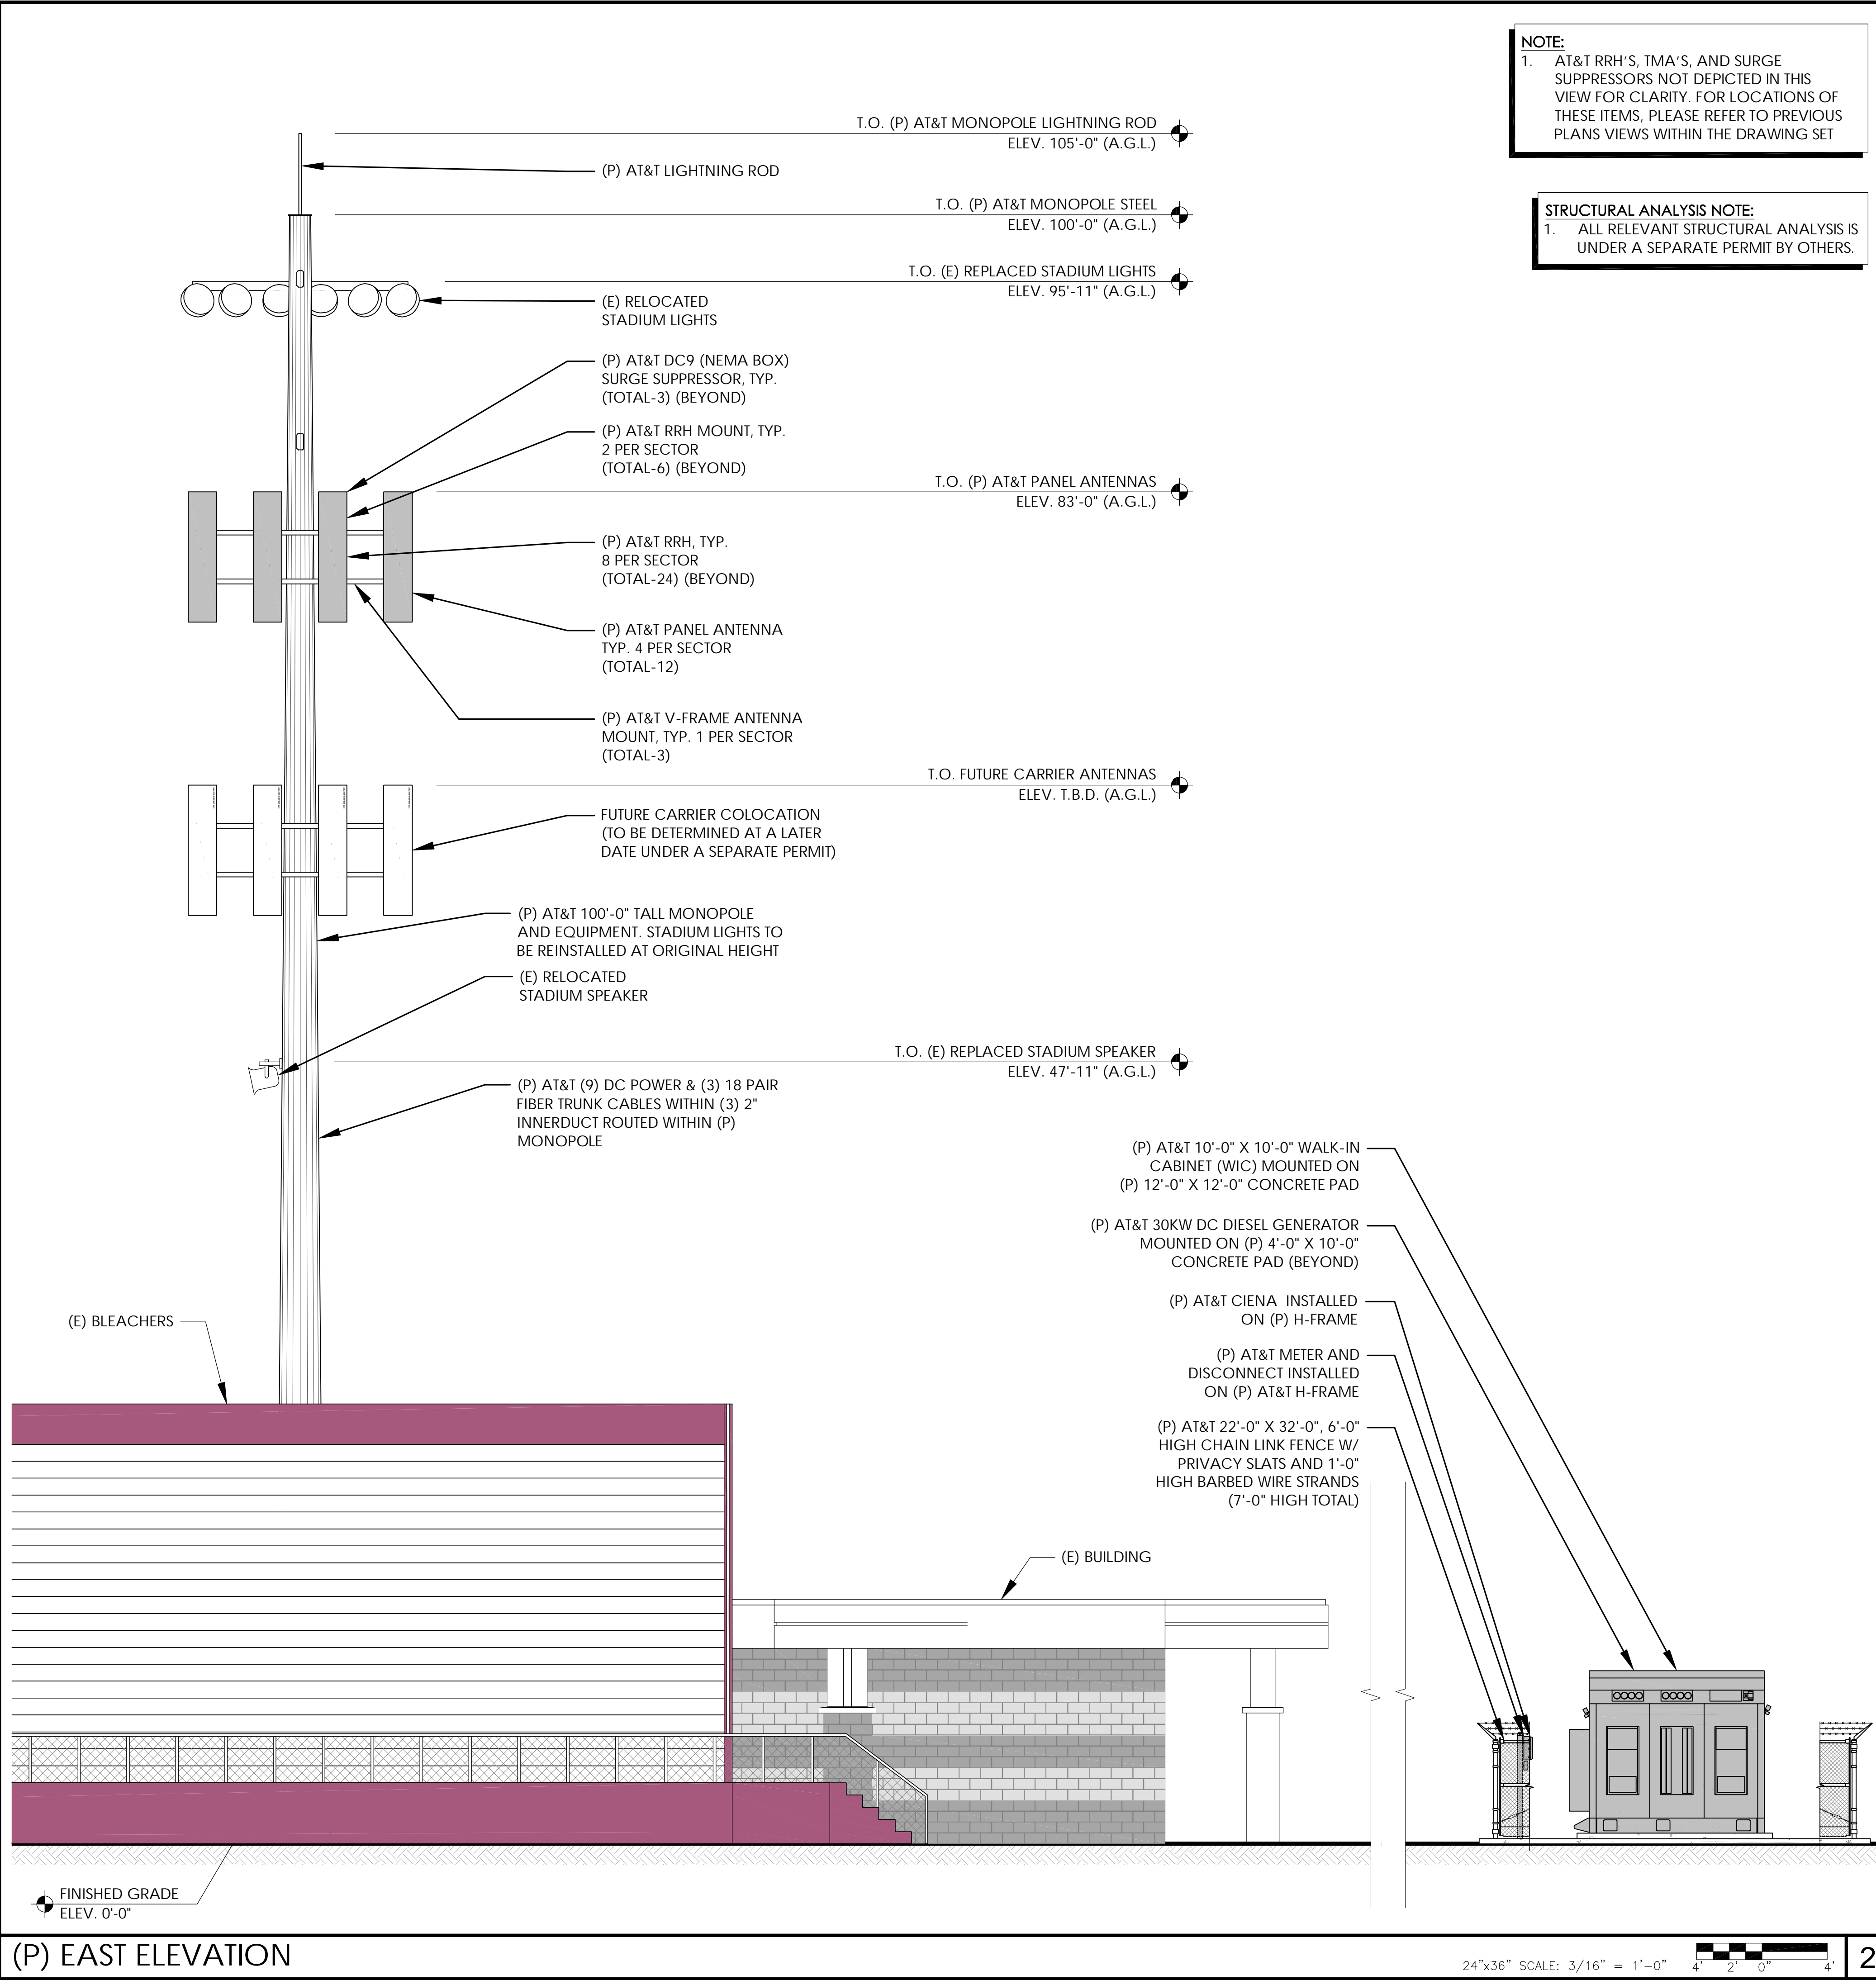 NOTE:
1. AT&T RRH'S, TMA'S, AND SURGE
SUPPRESSORS NOT DEPICTED IN THIS
VIEW FOR CLARITY. FOR LOCATIONS OF
THESE ITEMS, PLEASE REFER TO PREVIOUS
PLANS VIEWS WITHIN THE DRAWING SET
STRUCTURAL ANALYSIS NOTE:
1. ALL RELEVANT STRUCTURAL ANALYSIS IS
UNDER A SEPARATE PERMIT BY OTHERS.
T.O. (P) AT&T MONOPOLE LIGHTNING ROD
ELEV. 105'-0" (A.G.L.)
(P) AT&T LIGHTNING ROD
T.O. (P) AT&T MONOPOLE STEEL
ELEV. 100'-0" (A.G.L.)
T.O. (E) REPLACED STADIUM LIGHTS
ELEV. 95'-11" (A.G.L.)
(E) RELOCATED
STADIUM LIGHTS
(P) AT&T DC9 (NEMA BOX)
SURGE SUPPRESSOR, TYP.
(TOTAL-3) (BEYOND)
(P) AT&T RRH MOUNT, TYP.
2 PER SECTOR
(TOTAL-6) (BEYOND)
T.O. (P) AT&T PANEL ANTENNAS
ELEV. 83'-0" (A.G.L.)
(P) AT&T RRH, TYP.
8 PER SECTOR
(TOTAL-24) (BEYOND)
(P) AT&T PANEL ANTENNA
TYP. 4 PER SECTOR
(TOTAL-12)
(P) AT&T V-FRAME ANTENNA
MOUNT, TYP. 1 PER SECTOR
(TOTAL-3)
T.O. FUTURE CARRIER ANTENNAS
ELEV. T.B.D. (A.G.L.)
FUTURE CARRIER COLOCATION
(TO BE DETERMINED AT A LATER
DATE UNDER A SEPARATE PERMIT)
(P) AT&T 100'-0" TALL MONOPOLE
AND EQUIPMENT. STADIUM LIGHTS TO
BE REINSTALLED AT ORIGINAL HEIGHT
(E) RELOCATED
STADIUM SPEAKER
T.O. (E) REPLACED STADIUM SPEAKER
ELEV. 47'-11" (A.G.L.)
(P) AT&T (9) DC POWER & (3) 18 PAIR
FIBER TRUNK CABLES WITHIN (3) 2"
INNERDUCT ROUTED WITHIN (P)
MONOPOLE
(P) AT&T 10'-0" X 10'-0" WALK-IN
CABINET (WIC) MOUNTED ON
(P) 12'-0" X 12'-0" CONCRETE PAD
(P) AT&T 30KW DC DIESEL GENERATOR
MOUNTED ON (P) 4'-0" X 10'-0"
CONCRETE PAD (BEYOND)
(P) AT&T CIENA INSTALLED
ON (P) H-FRAME
(P) AT&T METER AND
DISCONNECT INSTALLED
ON (P) AT&T H-FRAME
(P) AT&T 22'-0" X 32'-0", 6'-0"
HIGH CHAIN LINK FENCE W/
PRIVACY SLATS AND 1'-0"
HIGH BARBED WIRE STRANDS
(7'-0" HIGH TOTAL)
(E) BLEACHERS
(E) BUILDING
FINISHED GRADE
ELEV. 0'-0"
(P) EAST ELEVATION
24"x36" SCALE: 3/16" = 1'-0"
4' 2' 0" 4'
2